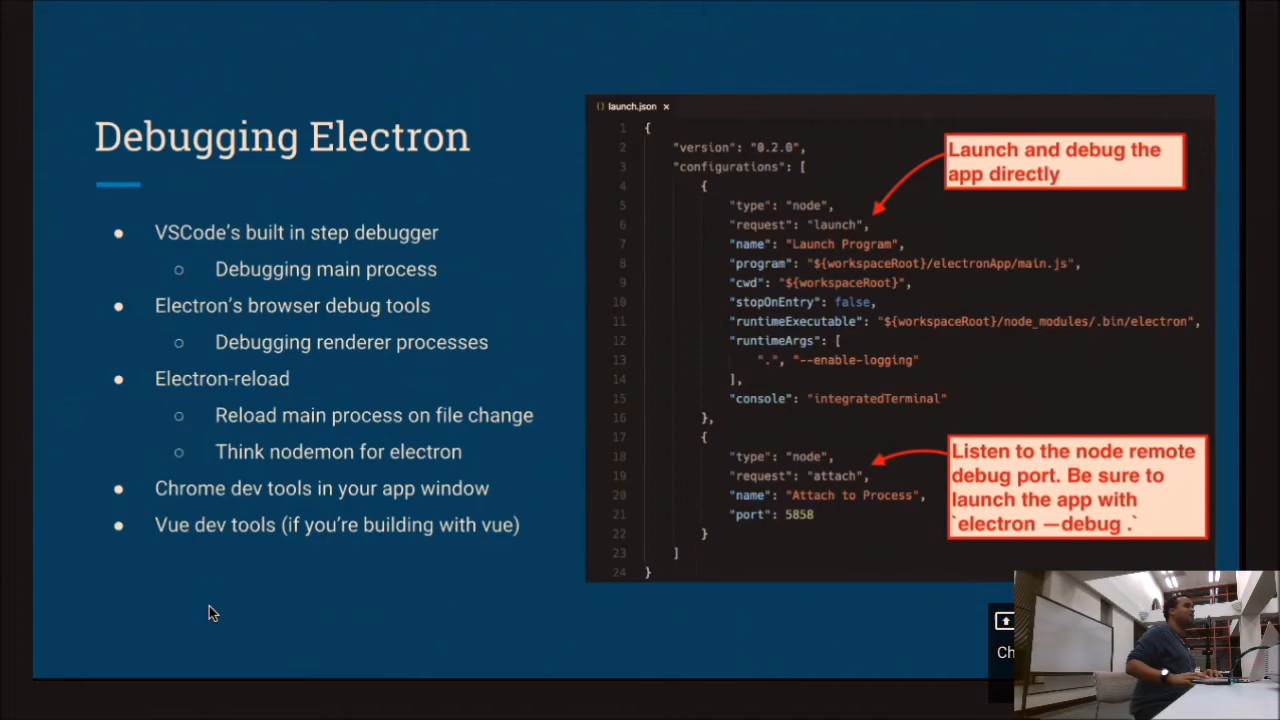 Debugging Electron
● VSCode's built in step debugger
○ Debugging main process
● Electron's browser debug tools
○ Debugging renderer processes
● Electron-reload
○ Reload main process on file change
○ Think nodemon for electron
● Chrome dev tools in your app window
● Vue dev tools (if you're building with vue)
{} launch.json ×
1 {
2 "version": "0.2.0",
3 "configurations": [
4 {
5 "type": "node",
6 "request": "launch",
7 "name": "Launch Program",
8 "program": "${workspaceRoot}/electronApp/main.js",
9 "cwd": "${workspaceRoot}",
10 "stopOnEntry": false,
11 "runtimeExecutable": "${workspaceRoot}/node_modules/.bin/electron",
12 "runtimeArgs": [
13 ".", "--enable-logging"
14 ],
15 "console": "integratedTerminal"
16 },
17 {
18 "type": "node",
19 "request": "attach",
20 "name": "Attach to Process",
21 "port": 5858
22 }
23 ]
24 }
Launch and debug the
app directly
Listen to the node remote
debug port. Be sure to
launch the app with
`electron —debug .`
Ch